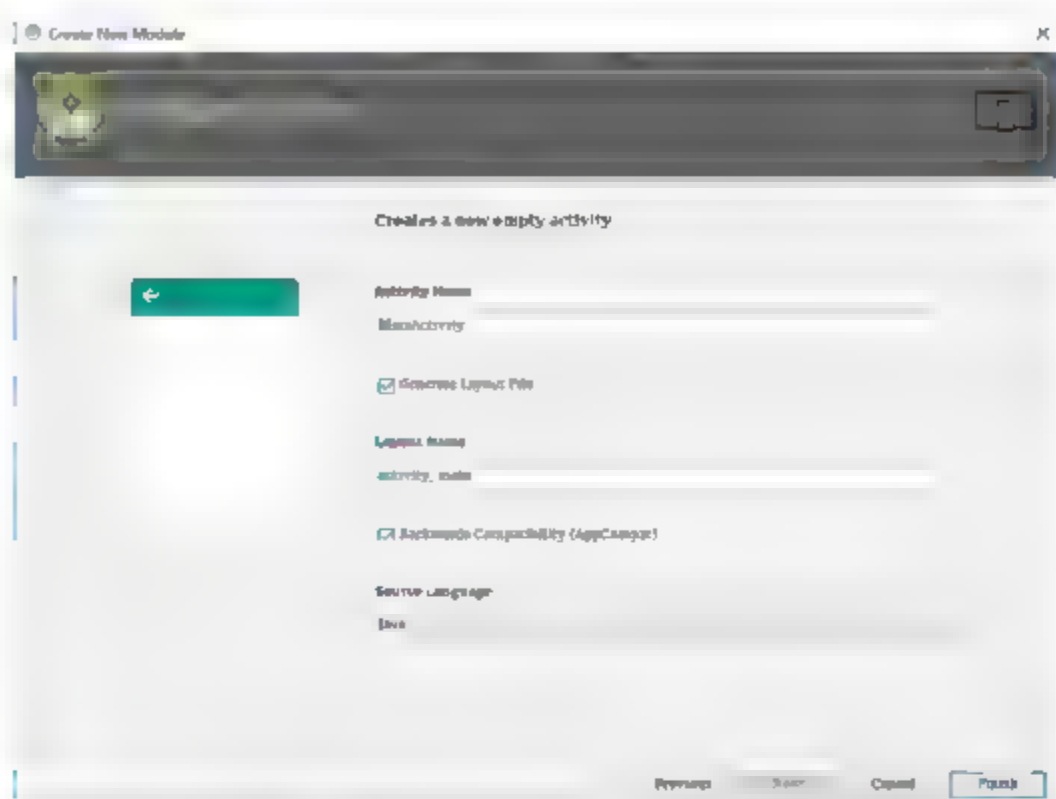 Create New Module
Creates a new empty activity
Activity Name
MainActivity
Generate Layout File
Layout Name
activity_main
Backwards Compatibility (AppCompat)
Source Language
Java
Previous Next Cancel Finish